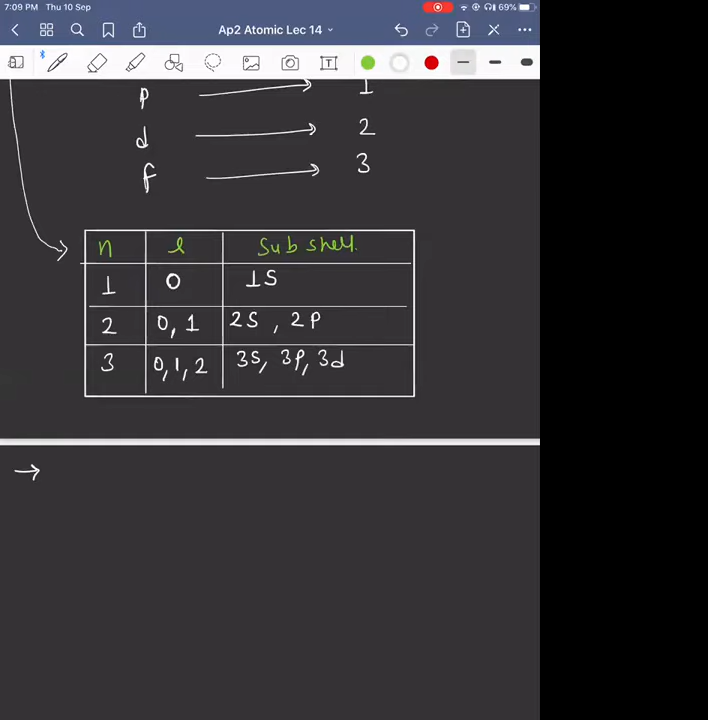 7:09 PM Thu 10 Sep 69%
Ap2 Atomic Lec 14
T
p → 1
d → 2
f → 3
n l Sub shell.
1 0 1S
2 0, 1 2S , 2P
3 0, 1, 2 3S, 3P, 3d
→